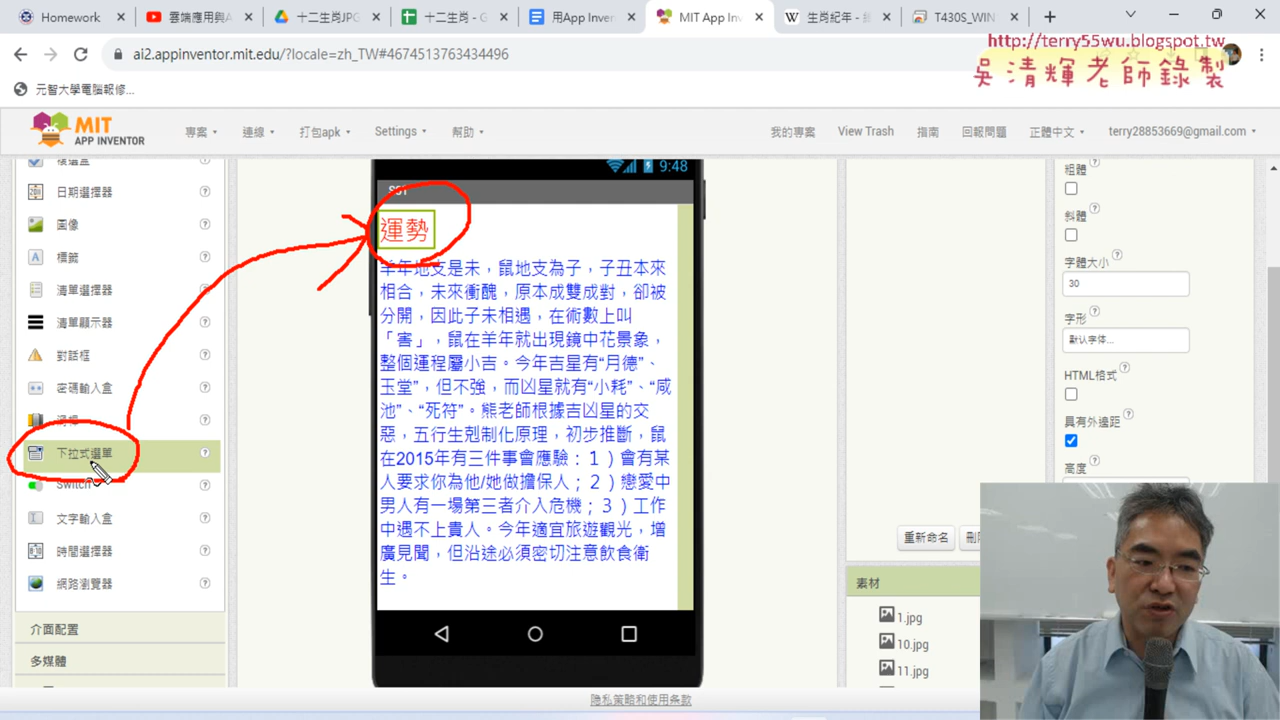 Homework
雲端應用與A
十二生肖JPG
十二生肖 - G
用App Inver
MIT App Inv
生肖紀年 - 維
T430S_WIN
ai2.appinventor.mit.edu/?locale=zh_TW#4674513763434496
http://terry55wu.blogspot.tw
吳清輝老師錄製
元智大學電腦報修...
MIT
APP INVENTOR
專案
連線
打包apk
Settings
幫助
我的專案
View Trash
指南
回報問題
正體中文
terry28853669@gmail.com
複選盒
日期選擇器
圖像
標籤
清單選擇器
清單顯示器
對話框
密碼輸入盒
滑桿
下拉式選單
Switch
文字輸入盒
時間選擇器
網路瀏覽器
介面配置
多媒體
9:48
運勢
羊年地支是未，鼠地支為子，子丑本來
相合，未來衝醜，原本成雙成對，卻被
分開，因此子未相遇，在術數上叫
「害」，鼠在羊年就出現鏡中花景象，
整個運程屬小吉。今年吉星有“月德”、
玉堂”，但不強，而凶星就有“小耗”、“咸
池”、“死符”。熊老師根據吉凶星的交
惡，五行生剋制化原理，初步推斷，鼠
在2015年有三件事會應驗：１）會有某
人要求你為他/她做擔保人；２）戀愛中
男人有一場第三者介入危機；３）工作
中遇不上貴人。今年適宜旅遊觀光，增
廣見聞，但沿途必須密切注意飲食衛
生。
粗體
斜體
字體大小
30
字形
默认字体...
HTML格式
具有外邊距
高度
重新命名
素材
1.jpg
10.jpg
11.jpg
隐私策略和使用条款